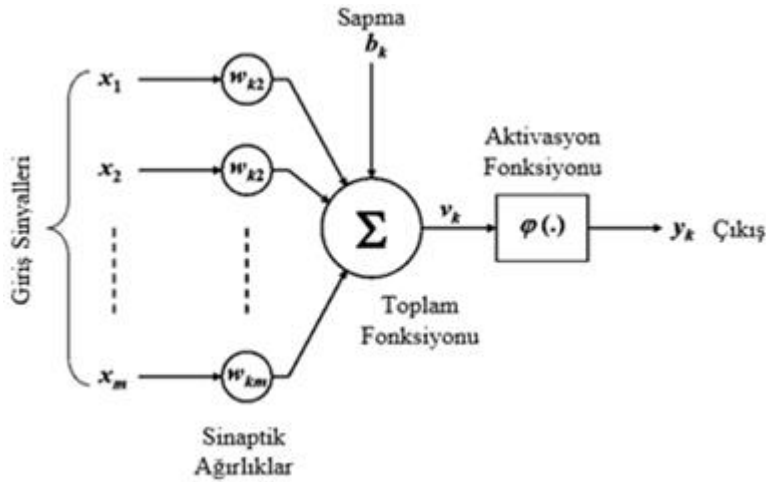 Sapma
b_k
x_1
w_k2
x_2
w_k2
Giriş Sinyalleri
Σ
v_k
Aktivasyon
Fonksiyonu
φ (.)
y_k Çıkış
Toplam
Fonksiyonu
x_m
w_km
Sinaptik
Ağırlıklar